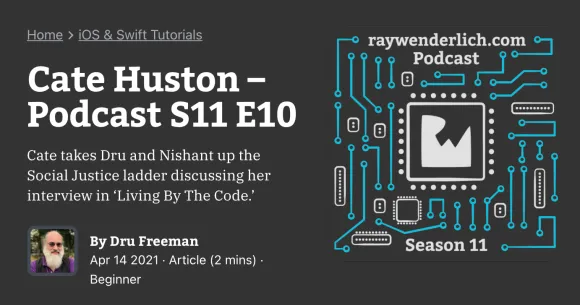 Home > iOS & Swift Tutorials
Cate Huston –
Podcast S11 E10
Cate takes Dru and Nishant up the
Social Justice ladder discussing her
interview in ‘Living By The Code.’
By Dru Freeman
Apr 14 2021 · Article (2 mins) ·
Beginner
raywenderlich.com
Podcast
Season 11